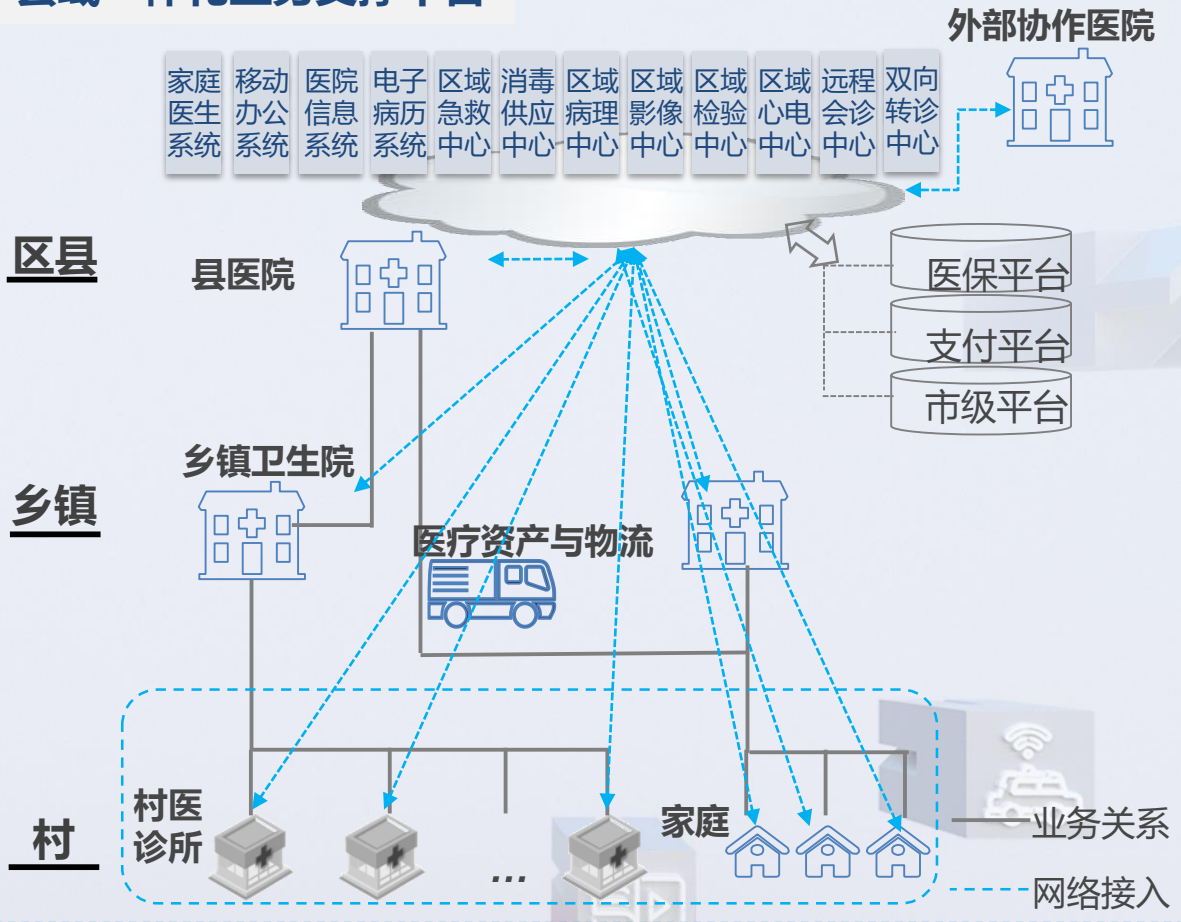 外部协作医院
家庭
医生
系统
移动
办公
系统
医院
信息
系统
电子
病历
系统
区域
急救
中心
消毒
供应
中心
区域
病理
中心
区域
影像
中心
区域
检验
中心
区域
心电
中心
远程
会诊
中心
双向
转诊
中心
区县
县医院
医保平台
支付平台
市级平台
乡镇卫生院
乡镇
医疗资产与物流
村医
诊所
家庭
村
...
业务关系
网络接入